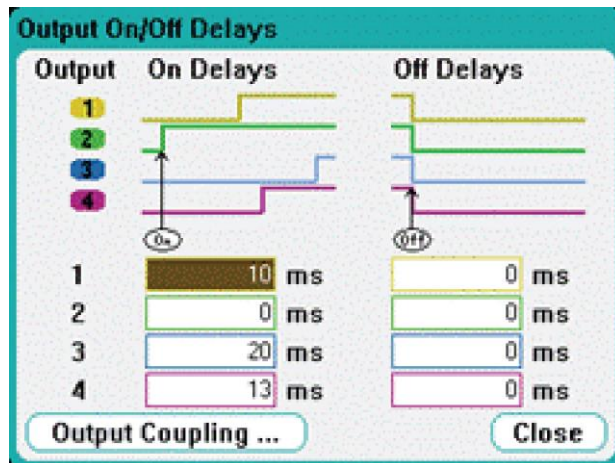 Output On/Off Delays
Output On Delays Off Delays
1
2
3
4
On Off
1 10 ms 0 ms
2 0 ms 0 ms
3 20 ms 0 ms
4 13 ms 0 ms
Output Coupling ... Close